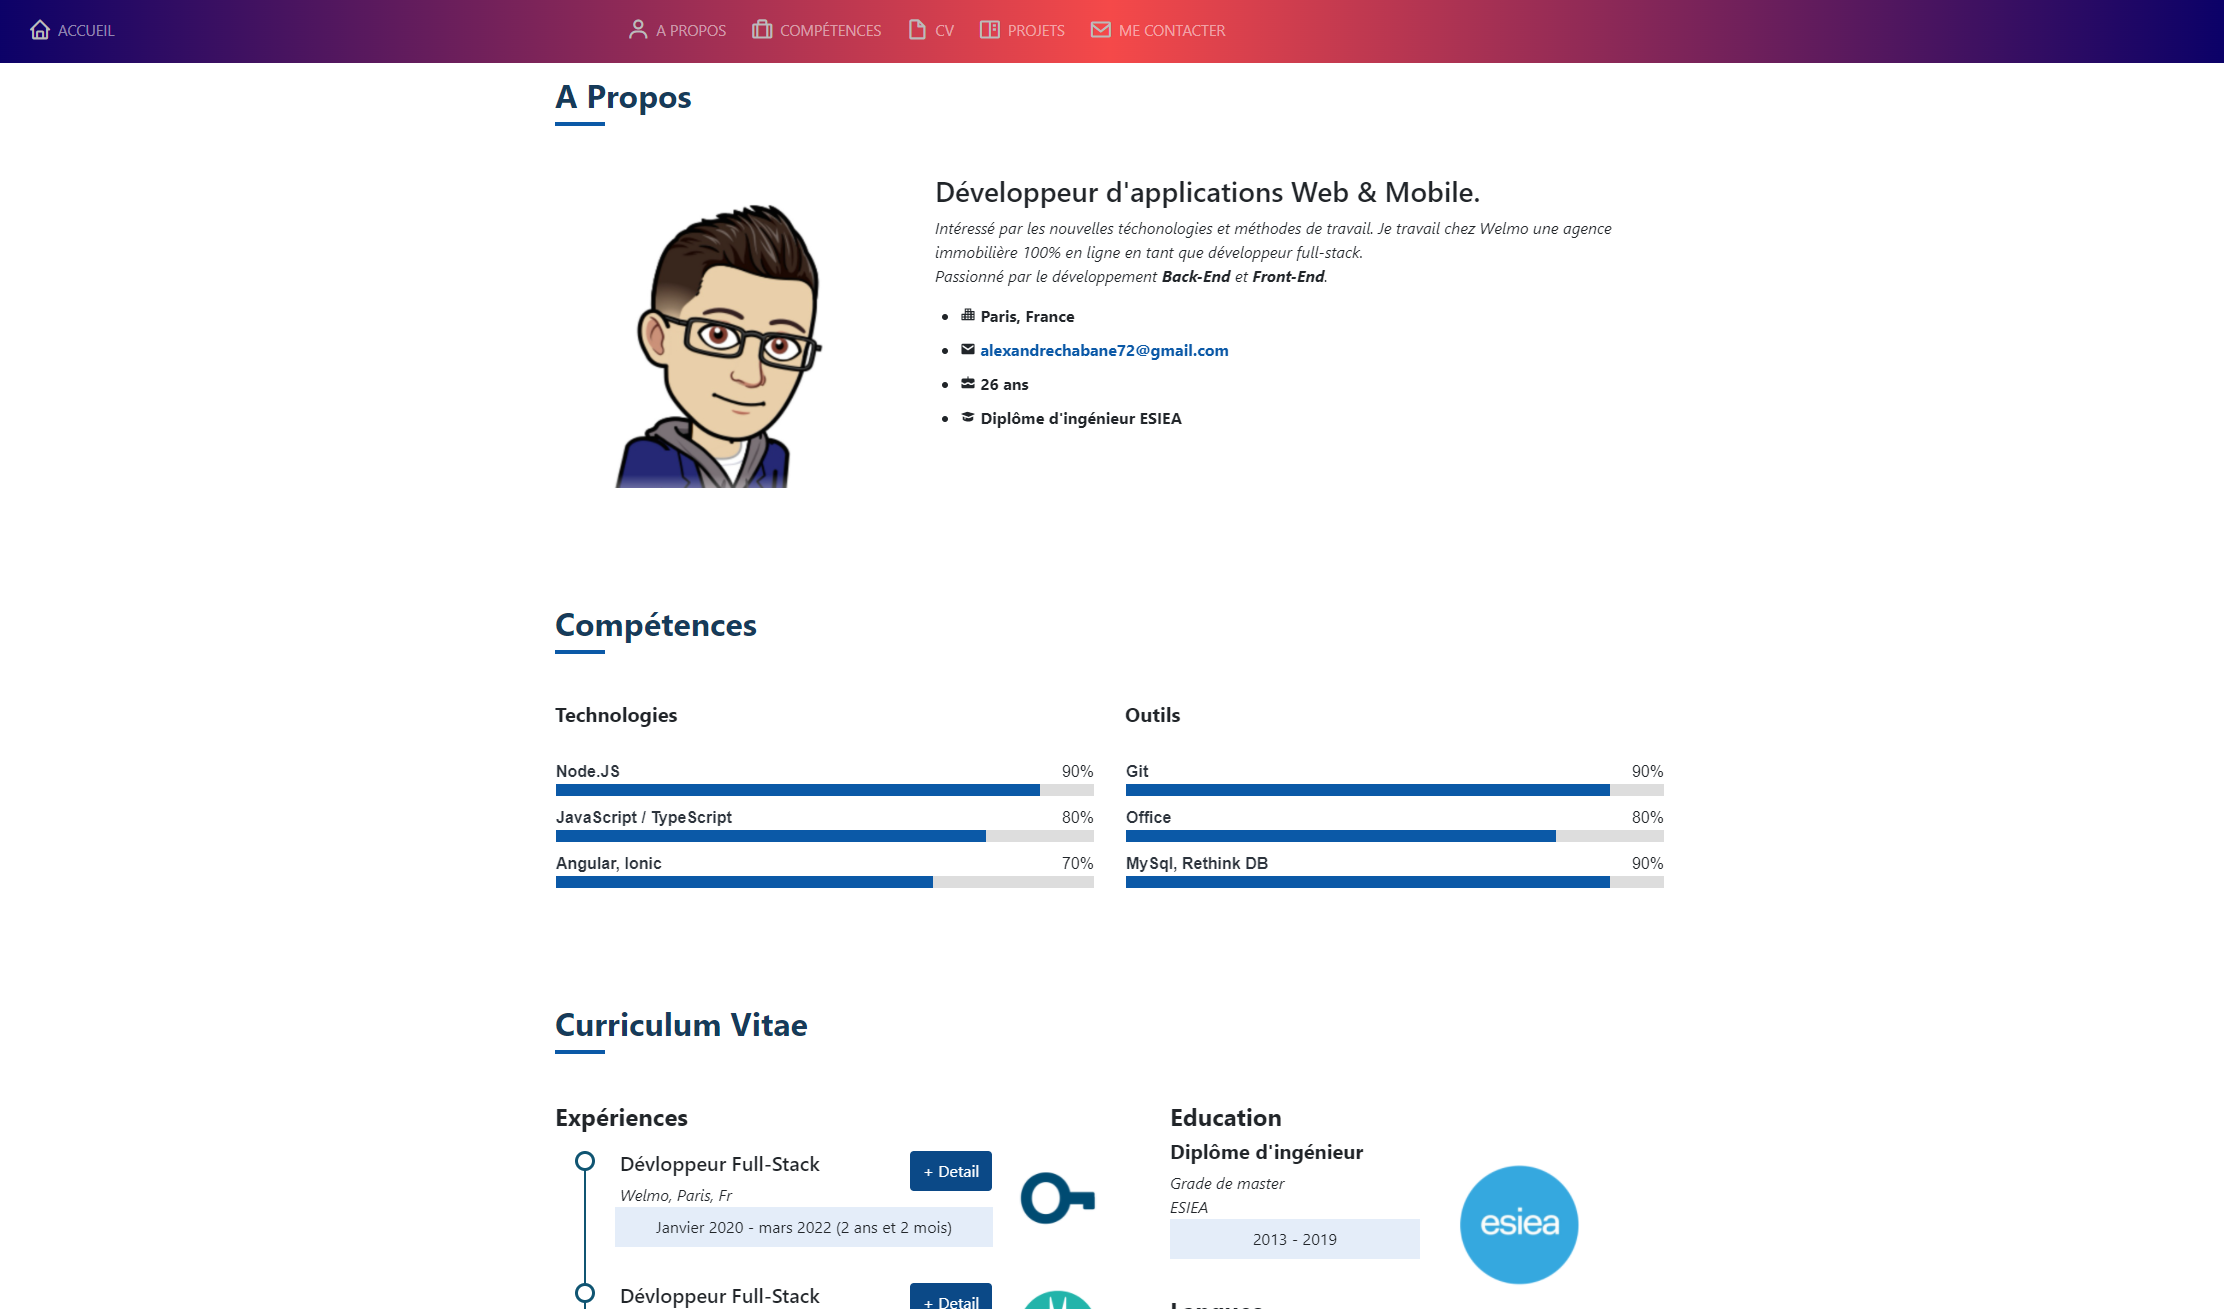 ACCUEIL
A PROPOS
COMPÉTENCES
CV
PROJETS
ME CONTACTER
A Propos
Développeur d'applications Web & Mobile.
Intéressé par les nouvelles téchonologies et méthodes de travail. Je travail chez Welmo une agence
immobilière 100% en ligne en tant que développeur full-stack.
Passionné par le développement Back-End et Front-End.
Paris, France
alexandrechabane72@gmail.com
26 ans
Diplôme d'ingénieur ESIEA
Compétences
Technologies
Node.JS 90%
JavaScript / TypeScript 80%
Angular, Ionic 70%
Outils
Git 90%
Office 80%
MySql, Rethink DB 90%
Curriculum Vitae
Expériences
Dévloppeur Full-Stack
+ Detail
Welmo, Paris, Fr
Janvier 2020 - mars 2022 (2 ans et 2 mois)
Dévloppeur Full-Stack
+ Detail
Education
Diplôme d'ingénieur
Grade de master
ESIEA
2013 - 2019
esiea